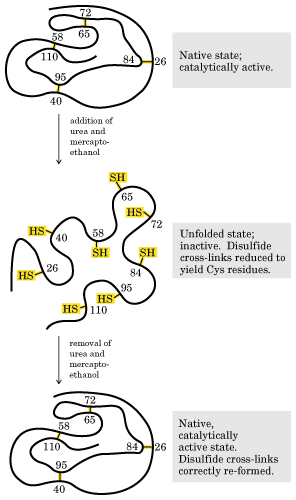 72
58
65
110
84
26
95
40
Native state;
catalytically active.
addition of
urea and
mercapto-
ethanol
SH
65
HS
72
HS
40
58
SH
SH
84
HS
26
HS
95
HS
110
Unfolded state;
inactive. Disulfide
cross-links reduced to
yield Cys residues.
removal of
urea and
mercapto-
ethanol
72
58
65
110
84
26
95
40
Native,
catalytically
active state.
Disulfide cross-links
correctly re-formed.